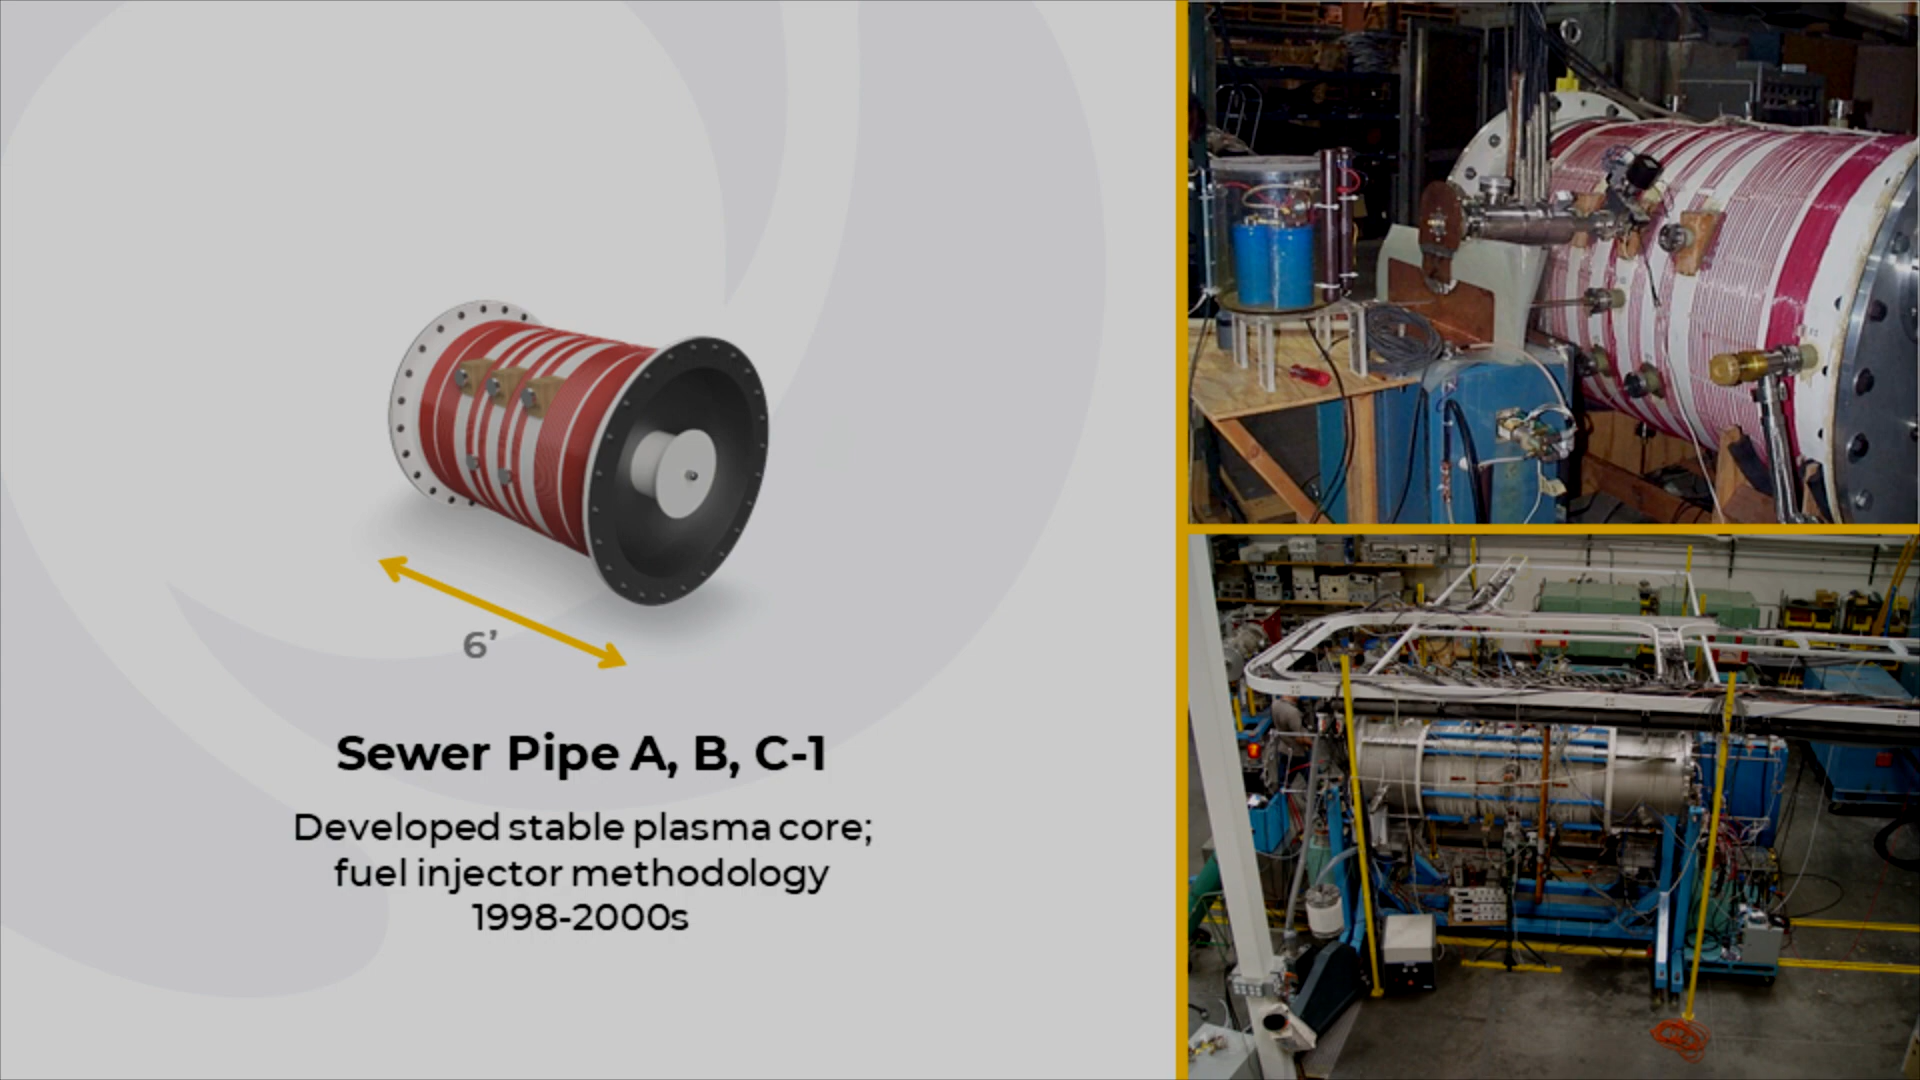 6’
Sewer Pipe A, B, C-1
Developed stable plasma core;
fuel injector methodology
1998-2000s